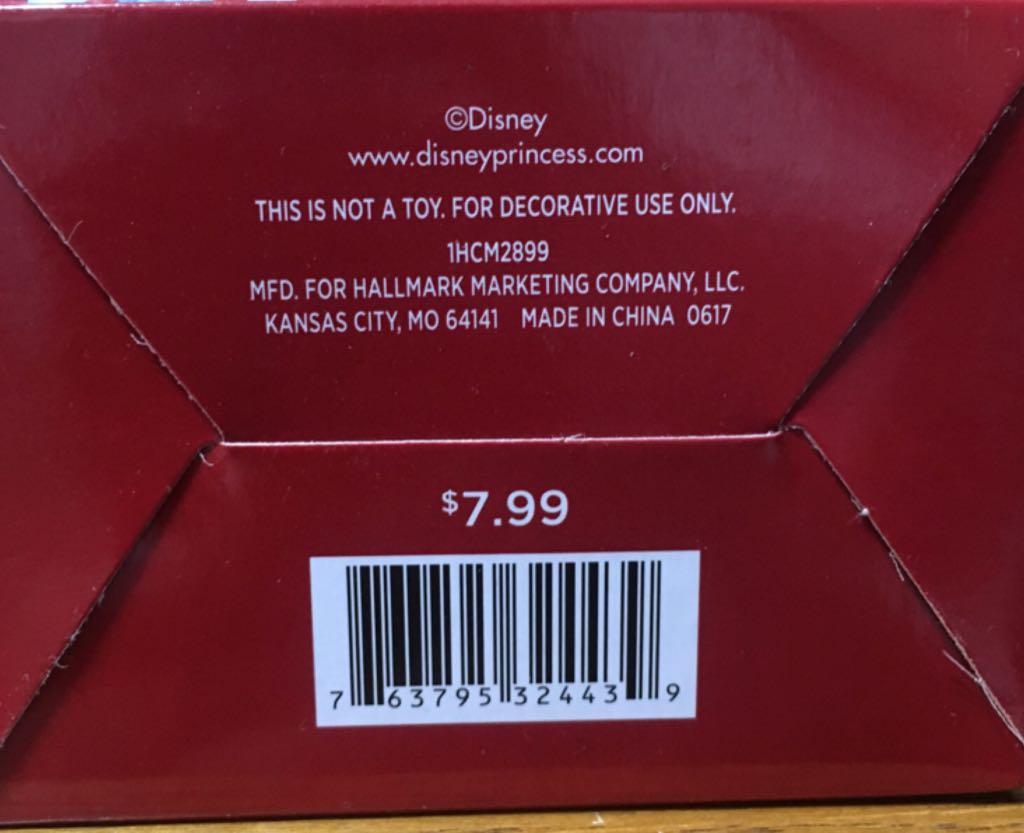 ©Disney
www.disneyprincess.com
THIS IS NOT A TOY. FOR DECORATIVE USE ONLY.
1HCM2899
MFD. FOR HALLMARK MARKETING COMPANY, LLC.
KANSAS CITY, MO 64141 MADE IN CHINA 0617
$7.99
7 63795 32443 9